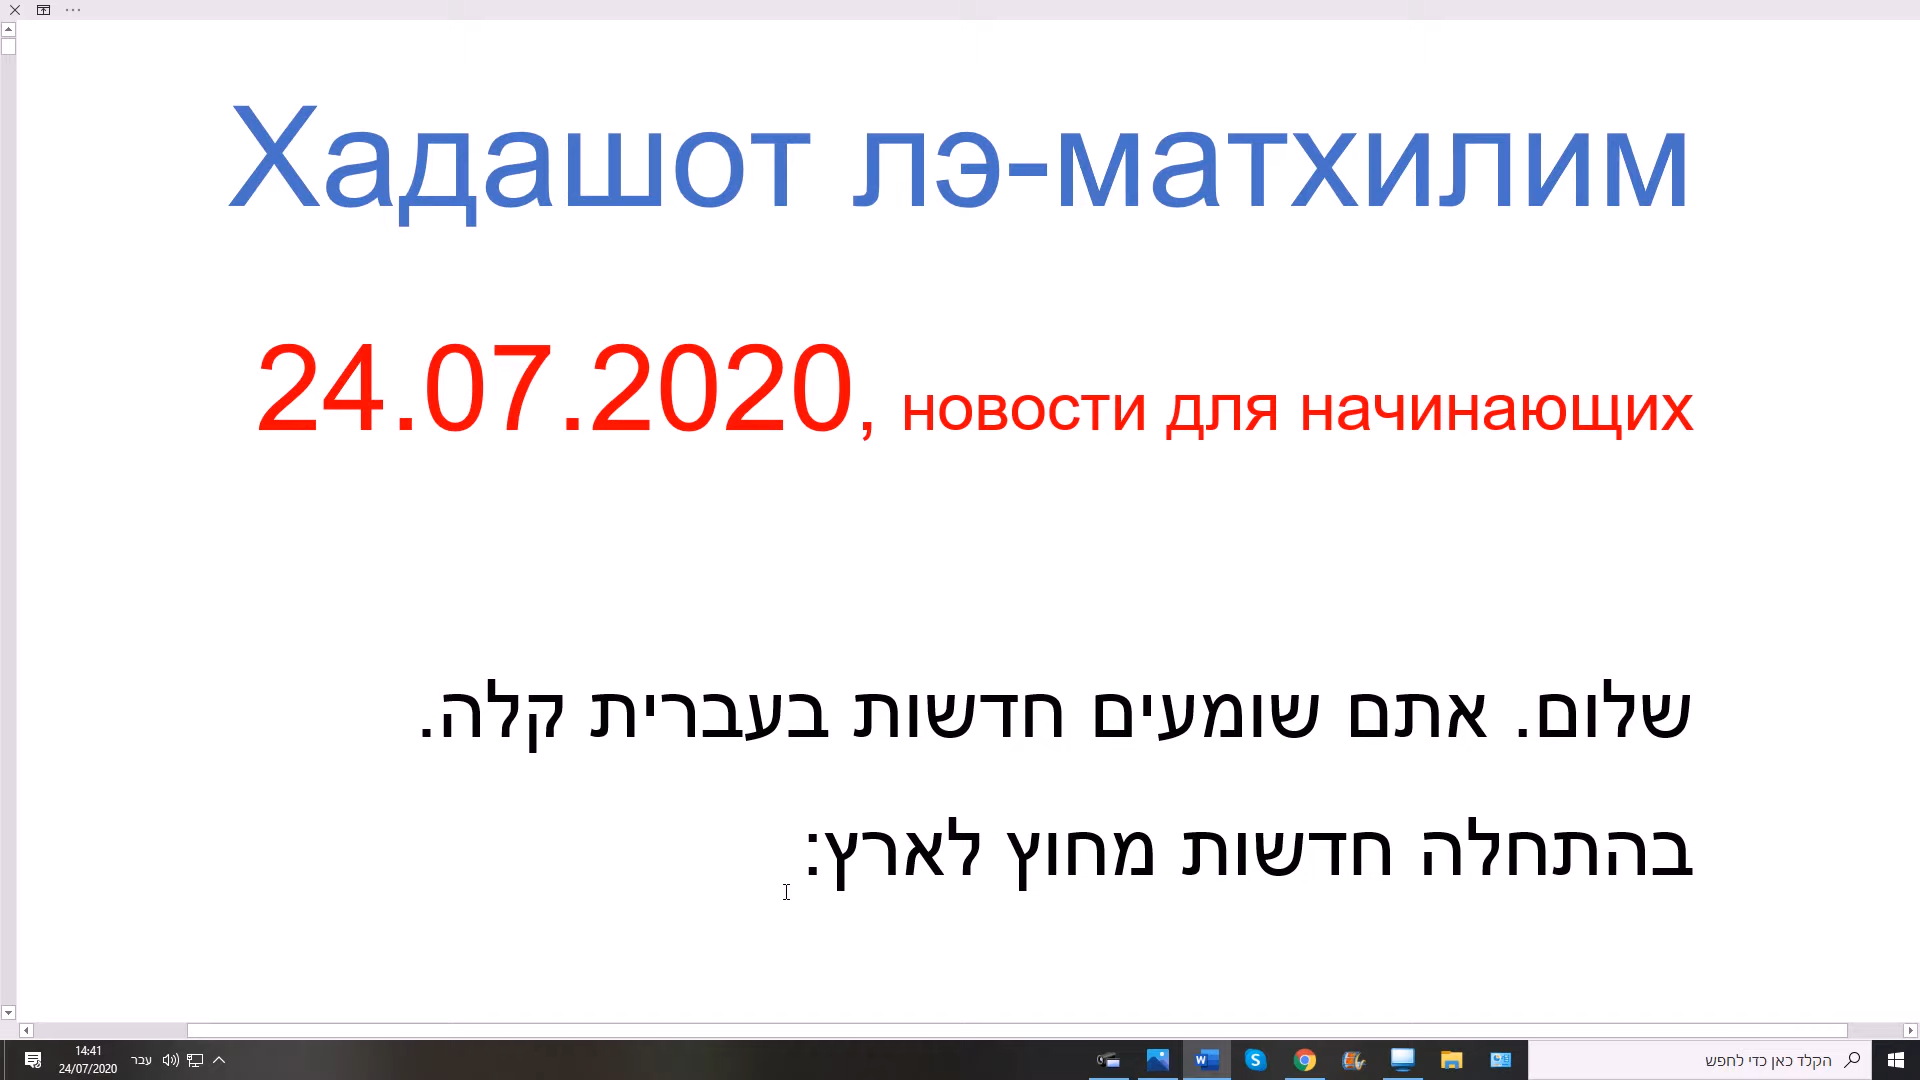 Хадашот лэ-матхилим
24.07.2020, новости для начинающих
שלום. אתם שומעים חדשות בעברית קלה.
בהתחלה חדשות מחוץ לארץ:
14:41
24/07/2020
עבר
הקלד כאן כדי לחפש